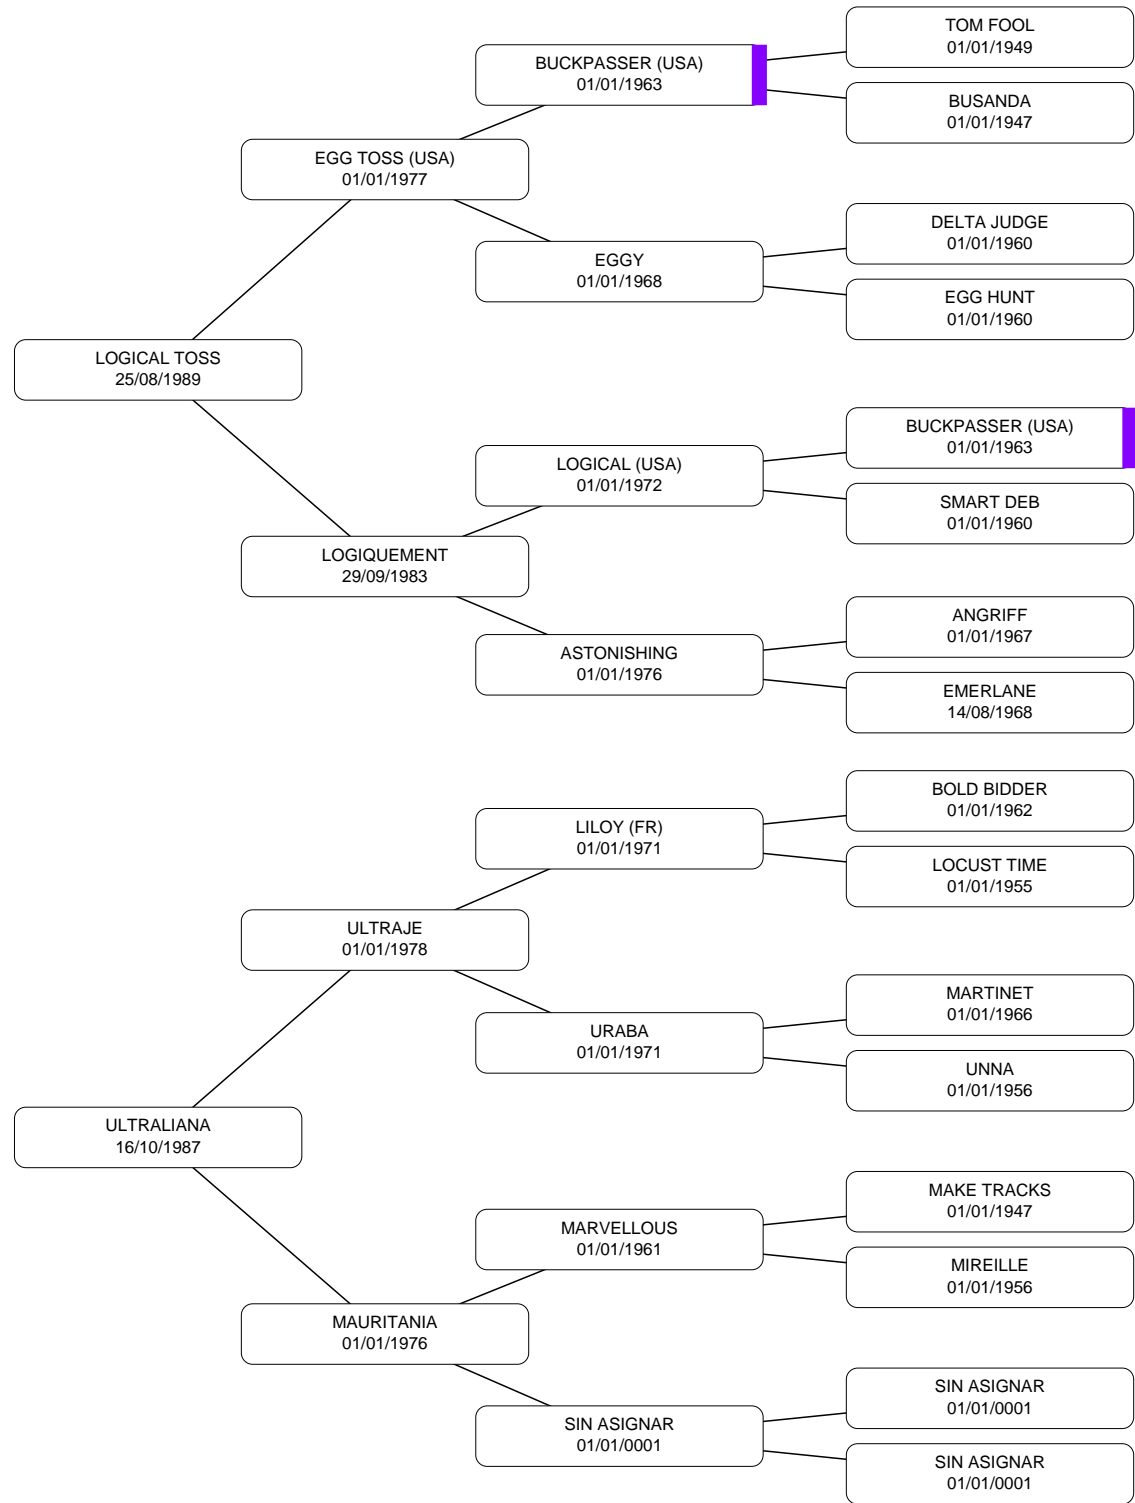 TOM FOOL
01/01/1949
BUCKPASSER (USA)
01/01/1963
BUSANDA
01/01/1947
EGG TOSS (USA)
01/01/1977
DELTA JUDGE
01/01/1960
EGGY
01/01/1968
EGG HUNT
01/01/1960
LOGICAL TOSS
25/08/1989
BUCKPASSER (USA)
01/01/1963
LOGICAL (USA)
01/01/1972
SMART DEB
01/01/1960
LOGIQUEMENT
29/09/1983
ANGRIFF
01/01/1967
ASTONISHING
01/01/1976
EMERLANE
14/08/1968
BOLD BIDDER
01/01/1962
LILOY (FR)
01/01/1971
LOCUST TIME
01/01/1955
ULTRAJE
01/01/1978
MARTINET
01/01/1966
URABA
01/01/1971
UNNA
01/01/1956
ULTRALIANA
16/10/1987
MAKE TRACKS
01/01/1947
MARVELLOUS
01/01/1961
MIREILLE
01/01/1956
MAURITANIA
01/01/1976
SIN ASIGNAR
01/01/0001
SIN ASIGNAR
01/01/0001
SIN ASIGNAR
01/01/0001